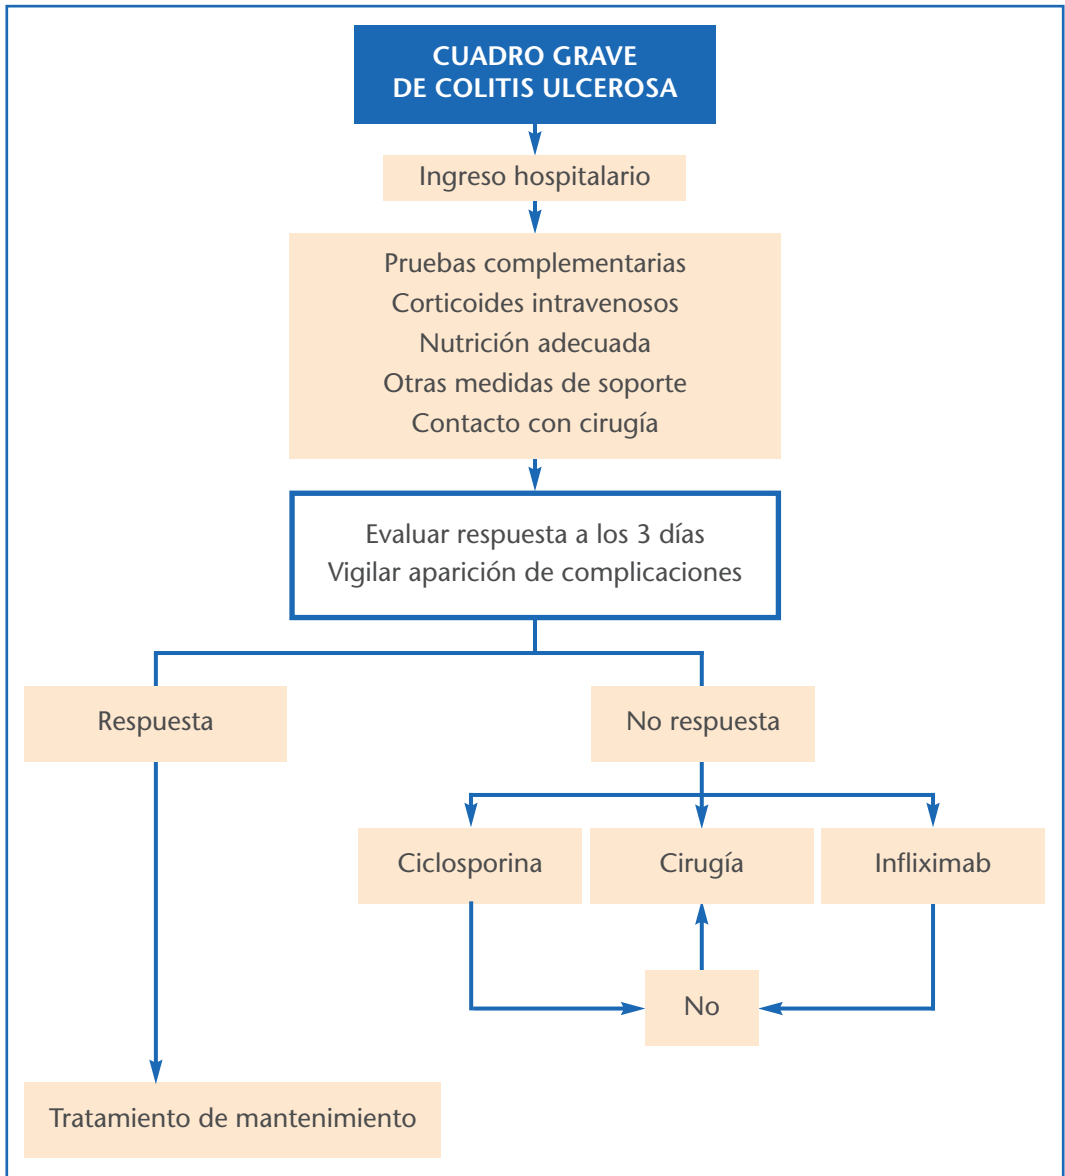 CUADRO GRAVE
DE COLITIS ULCEROSA
Ingreso hospitalario
Pruebas complementarias
Corticoides intravenosos
Nutrición adecuada
Otras medidas de soporte
Contacto con cirugía
Evaluar respuesta a los 3 días
Vigilar aparición de complicaciones
Respuesta
No respuesta
Ciclosporina
Cirugía
Infliximab
No
Tratamiento de mantenimiento